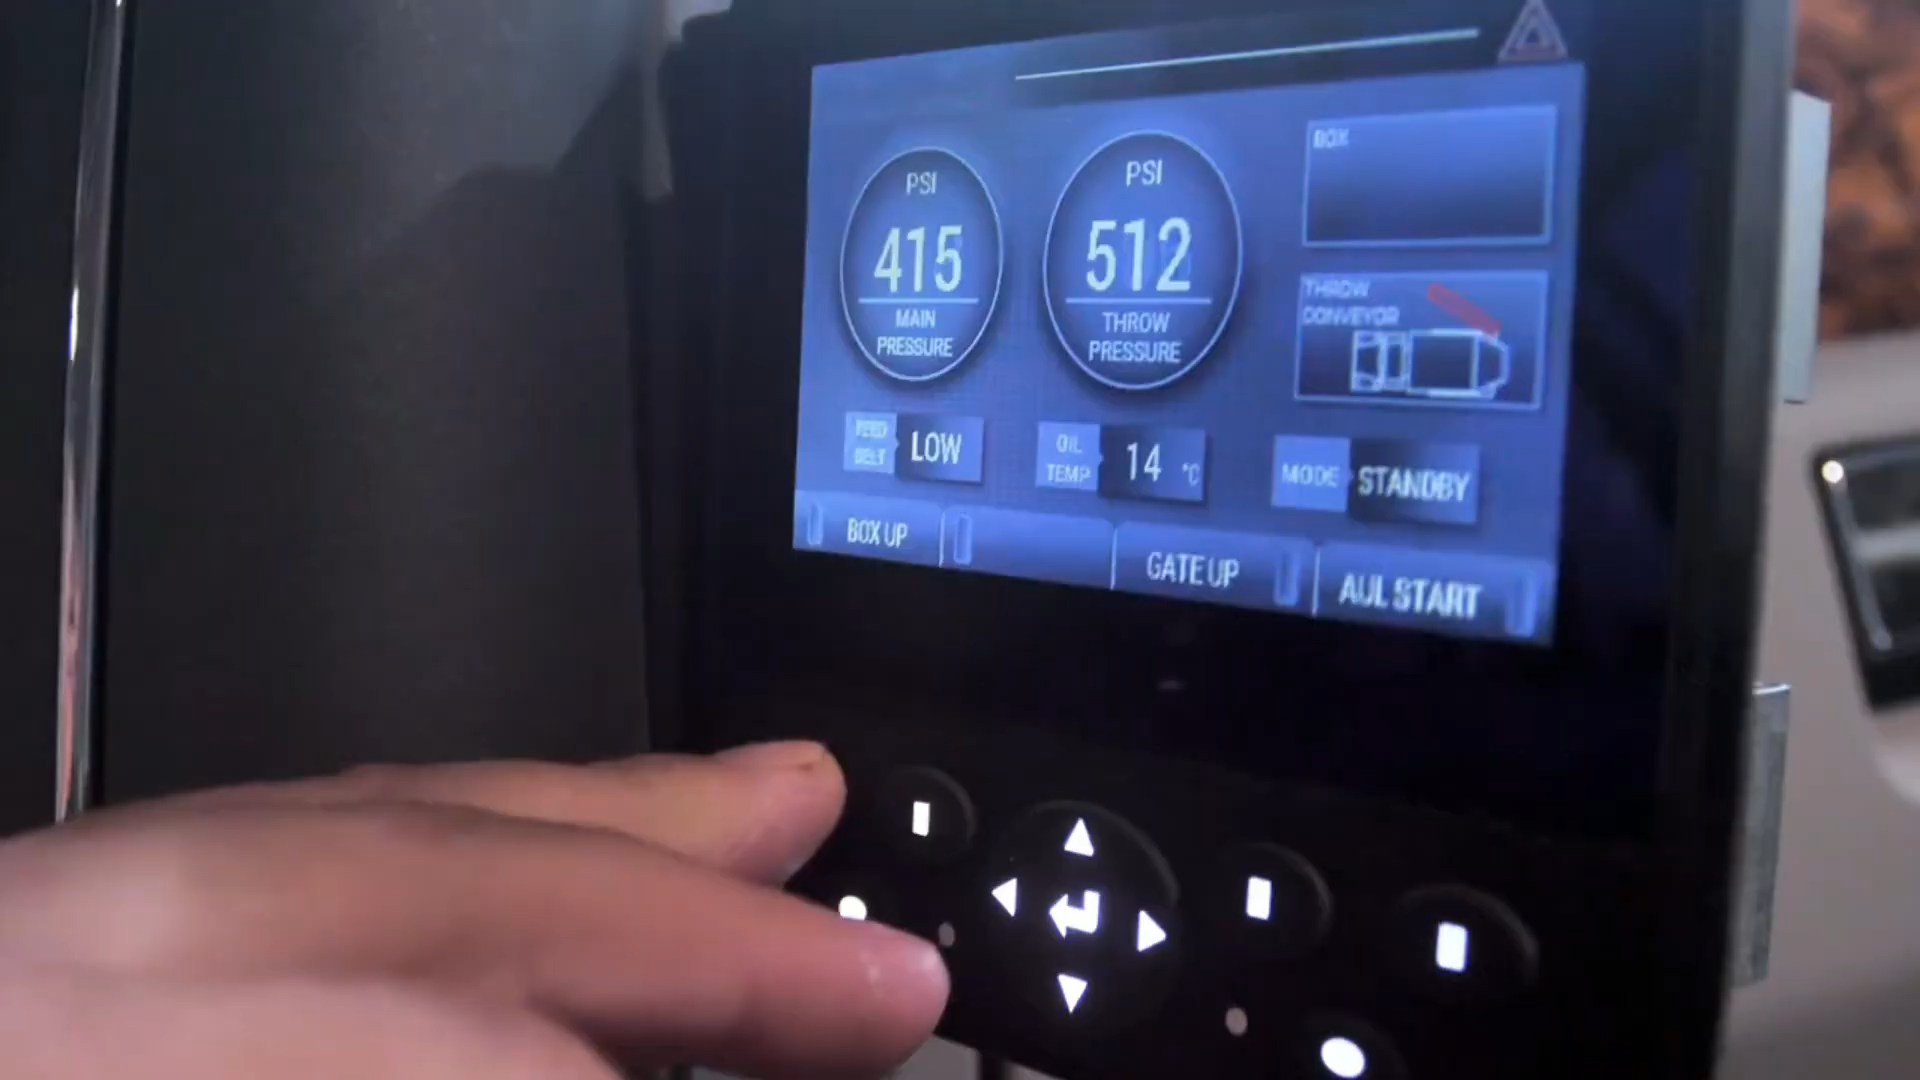 PSI
415
MAIN
PRESSURE
PSI
512
THROW
PRESSURE
BOX
THROW
CONVEYOR
FEED
BELT
LOW
OIL
TEMP
14 °C
MODE
STANDBY
BOX UP
GATE UP
AUL START